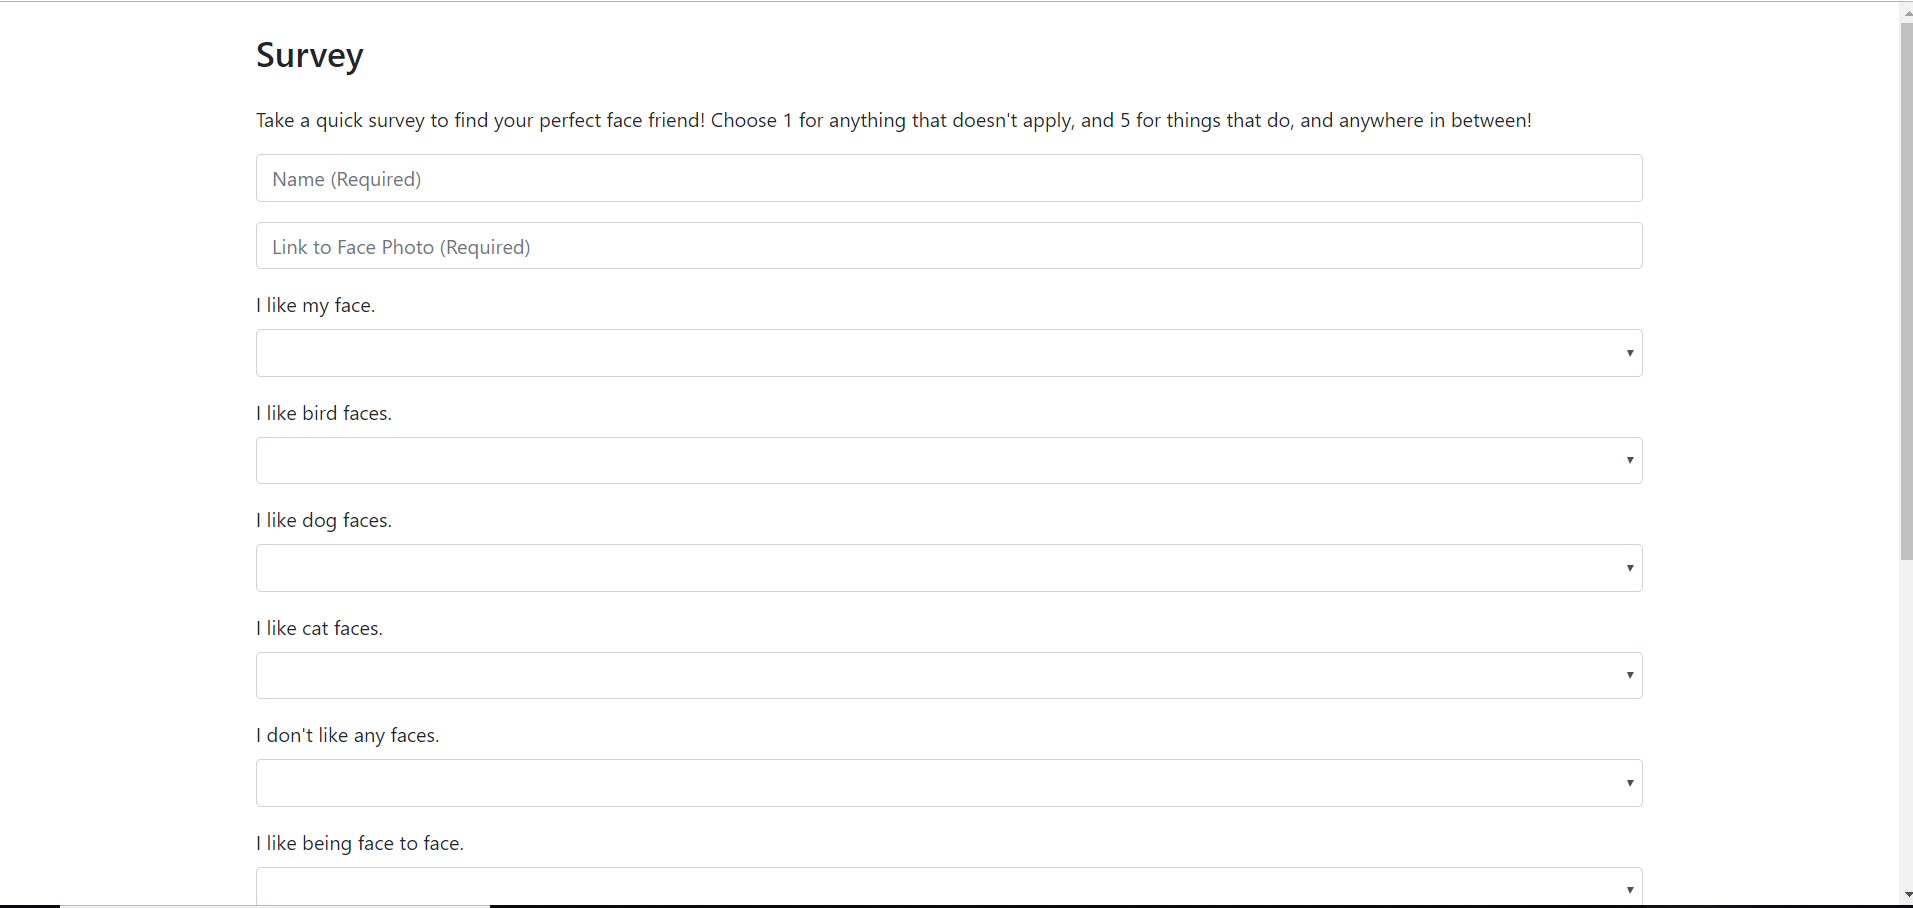 Survey
Take a quick survey to find your perfect face friend! Choose 1 for anything that doesn't apply, and 5 for things that do, and anywhere in between!
Name (Required)
Link to Face Photo (Required)
I like my face.
I like bird faces.
I like dog faces.
I like cat faces.
I don't like any faces.
I like being face to face.